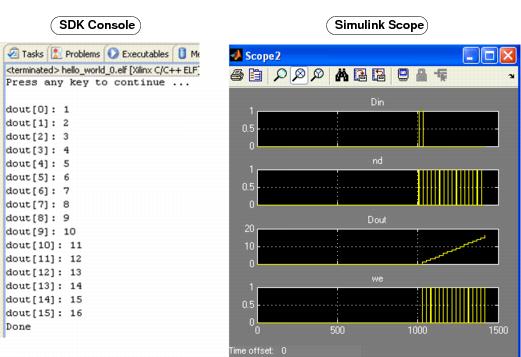 SDK Console
Simulink Scope
Tasks Problems Executables
<terminated> hello_world_0.elf [Xilinx C/C++ ELF]
Press any key to continue ...
dout[0]: 1
dout[1]: 2
dout[2]: 3
dout[3]: 4
dout[4]: 5
dout[5]: 6
dout[6]: 7
dout[7]: 8
dout[8]: 9
dout[9]: 10
dout[10]: 11
dout[11]: 12
dout[12]: 13
dout[13]: 14
dout[14]: 15
dout[15]: 16
Done
Scope2
Din
1
0.5
0
nd
1
0.5
0
Dout
20
10
0
we
1
0.5
0
0 500 1000 1500
Time offset: 0